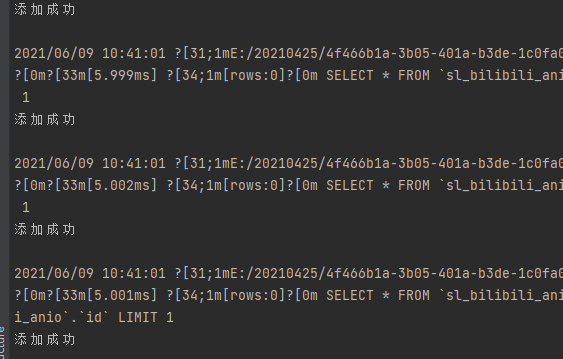 添加成功
2021/06/09 10:41:01 ?[31;1mE:/20210425/4f466b1a-3b05-401a-b3de-1c0fa0
?[0m?[33m[5.999ms] ?[34;1m[rows:0]?[0m SELECT * FROM `sl_bilibili_ani
1
添加成功
2021/06/09 10:41:01 ?[31;1mE:/20210425/4f466b1a-3b05-401a-b3de-1c0fa0
?[0m?[33m[5.002ms] ?[34;1m[rows:0]?[0m SELECT * FROM `sl_bilibili_ani
1
添加成功
2021/06/09 10:41:01 ?[31;1mE:/20210425/4f466b1a-3b05-401a-b3de-1c0fa0
?[0m?[33m[5.001ms] ?[34;1m[rows:0]?[0m SELECT * FROM `sl_bilibili_ani
i_anio`.`id` LIMIT 1
添加成功